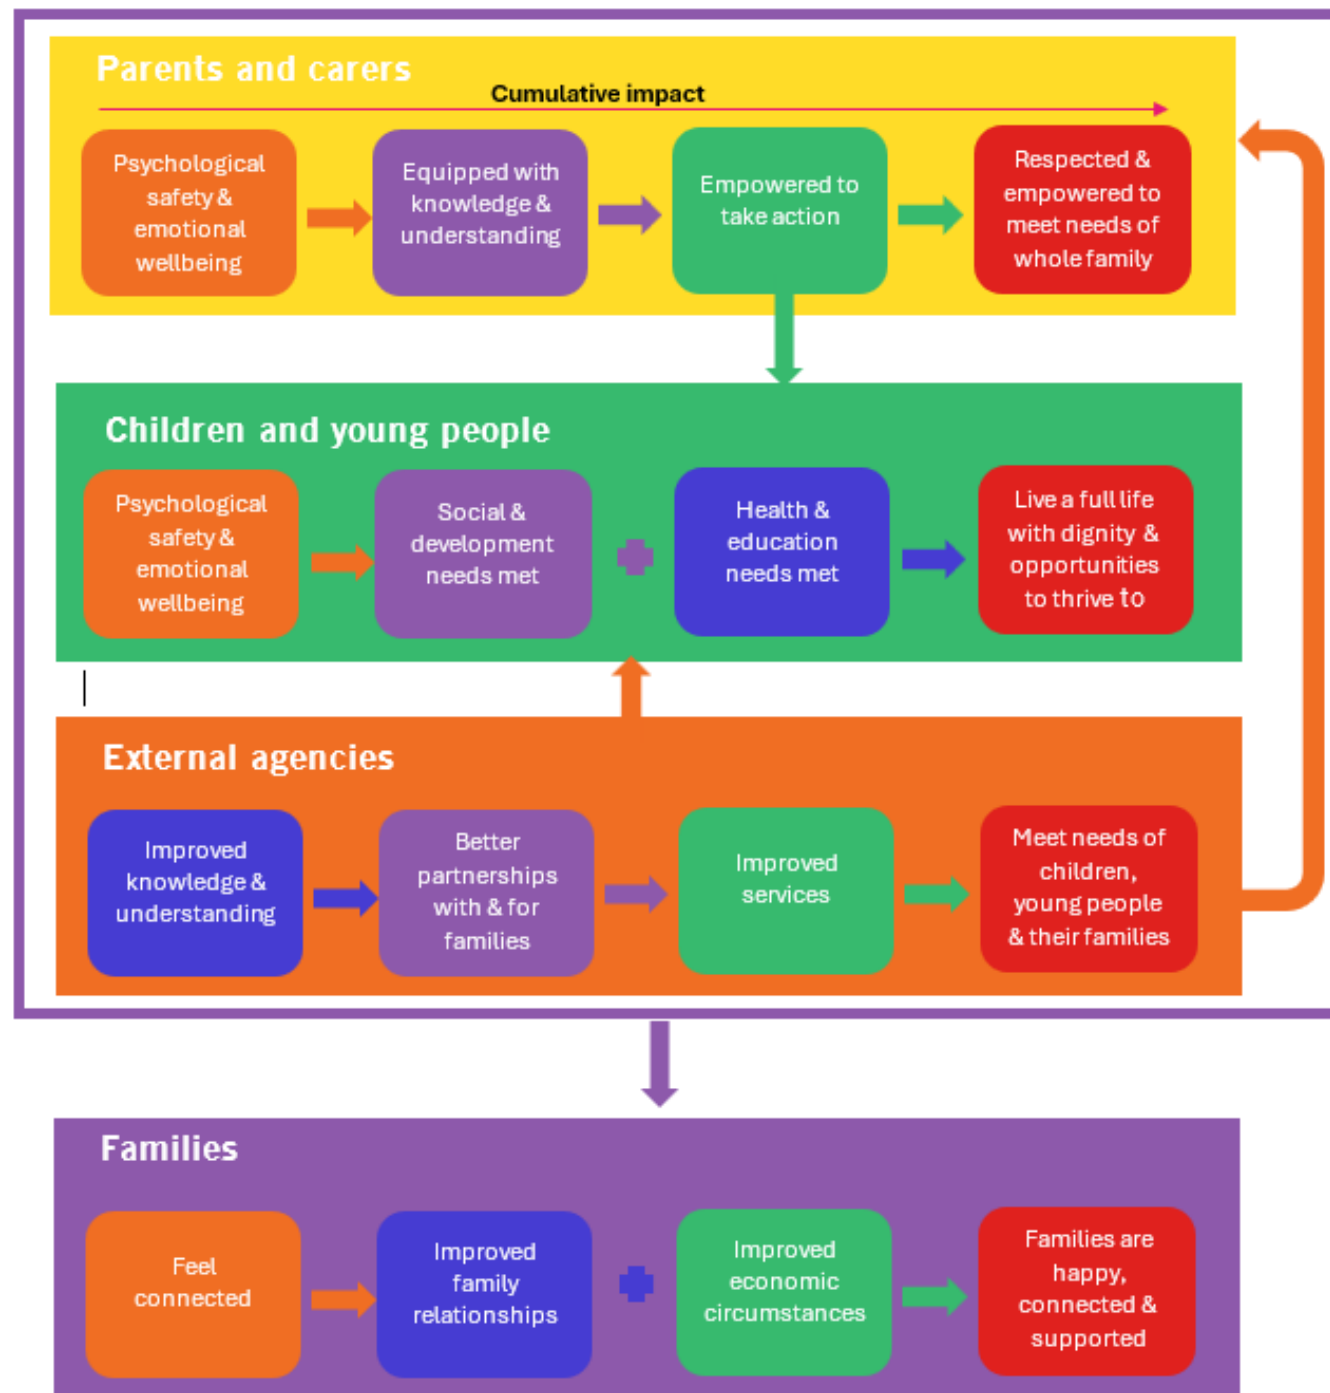 Parents and carers
Cumulative impact
Psychological
safety &
emotional
wellbeing
Equipped with
knowledge &
understanding
Empowered to
take action
Respected &
empowered to
meet needs of
whole family
Children and young people
Psychological
safety &
emotional
wellbeing
Social &
development
needs met
Health &
education
needs met
Live a full life
with dignity &
opportunities
to thrive to
External agencies
Improved
knowledge &
understanding
Better
partnerships
with & for
families
Improved
services
Meet needs of
children,
young people
& their families
Families
Feel
connected
Improved
family
relationships
Improved
economic
circumstances
Families are
happy,
connected &
supported